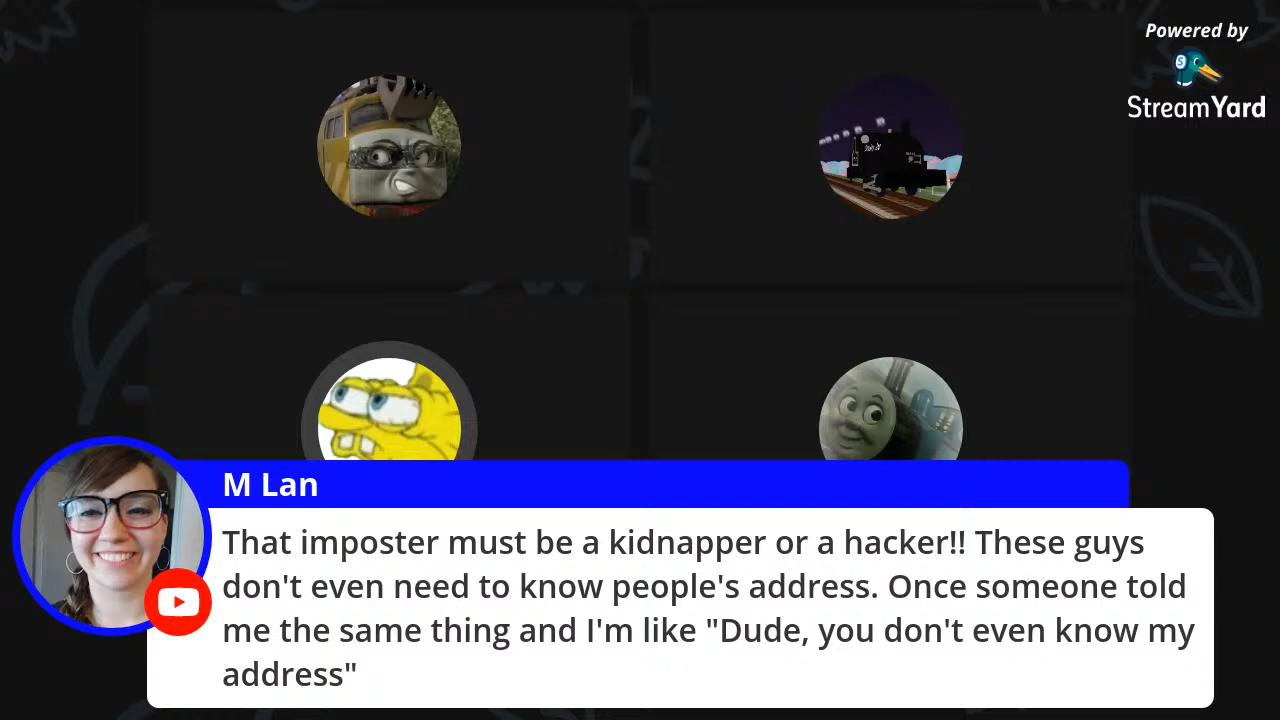 Powered by
StreamYard
M Lan
That imposter must be a kidnapper or a hacker!! These guys
don't even need to know people's address. Once someone told
me the same thing and I'm like "Dude, you don't even know my
address"